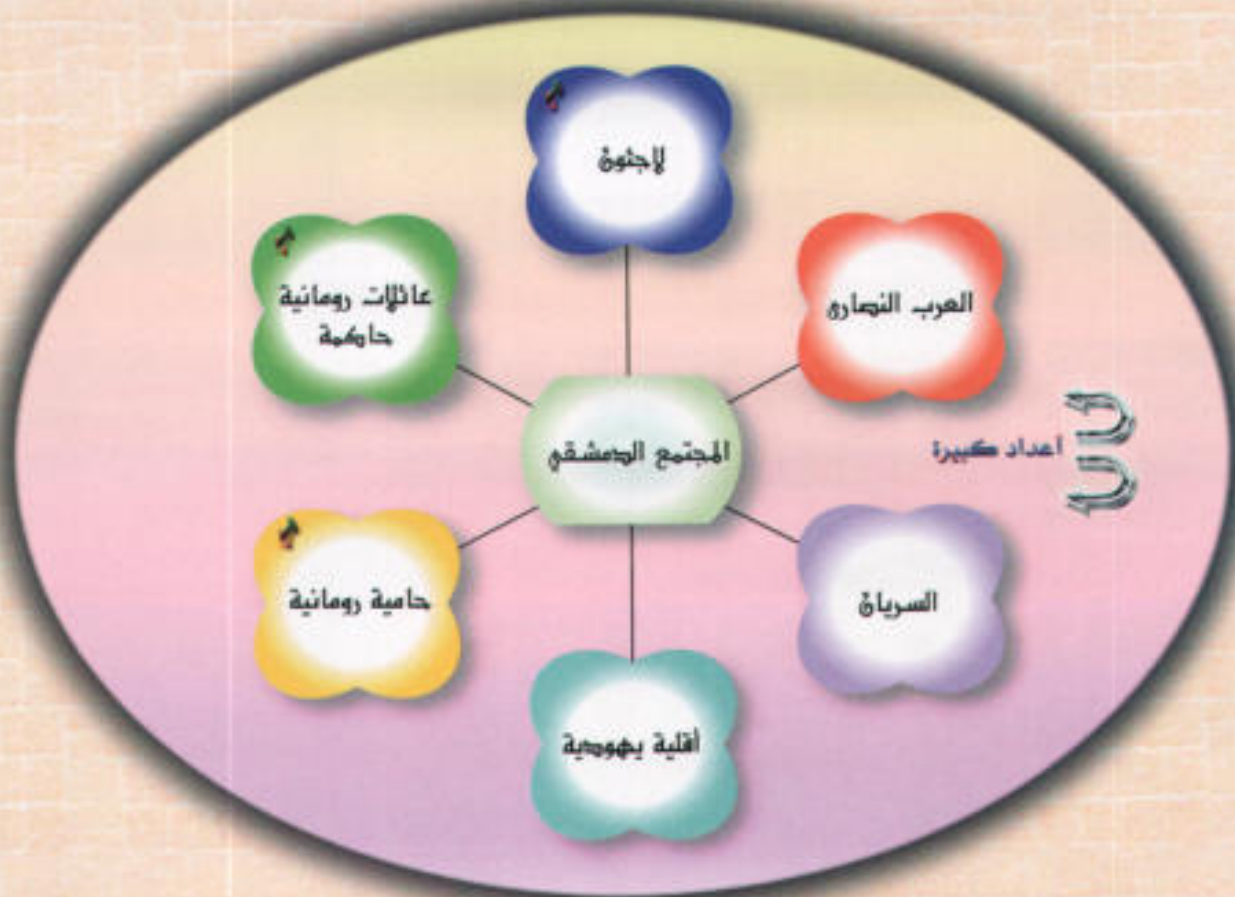 لاجئون
العرب النصارى
عائلات رومانية
حاكمة
المجتمع الدمشقي
أعداد كبيرة
السريان
حامية رومانية
أقلية يهودية